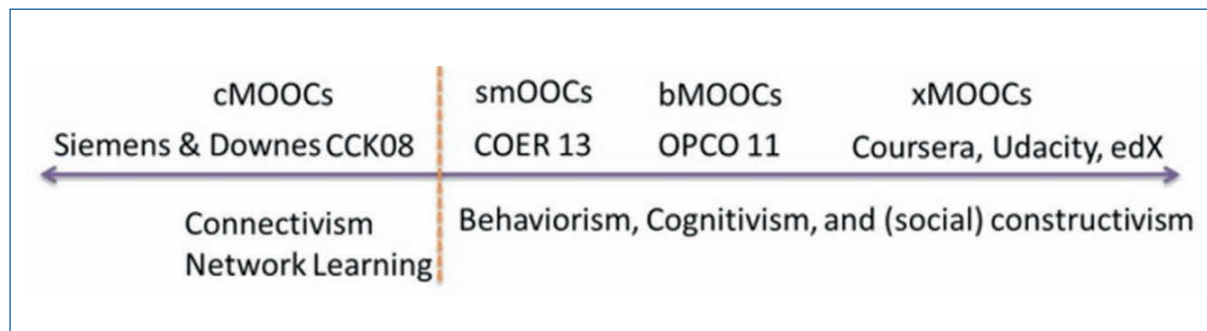 cMOOCs smOOCs bMOOCs xMOOCs
Siemens & Downes CCK08 COER 13 OPCO 11 Coursera, Udacity, edX
Connectivism Behaviorism, Cognitivism, and (social) constructivism
Network Learning